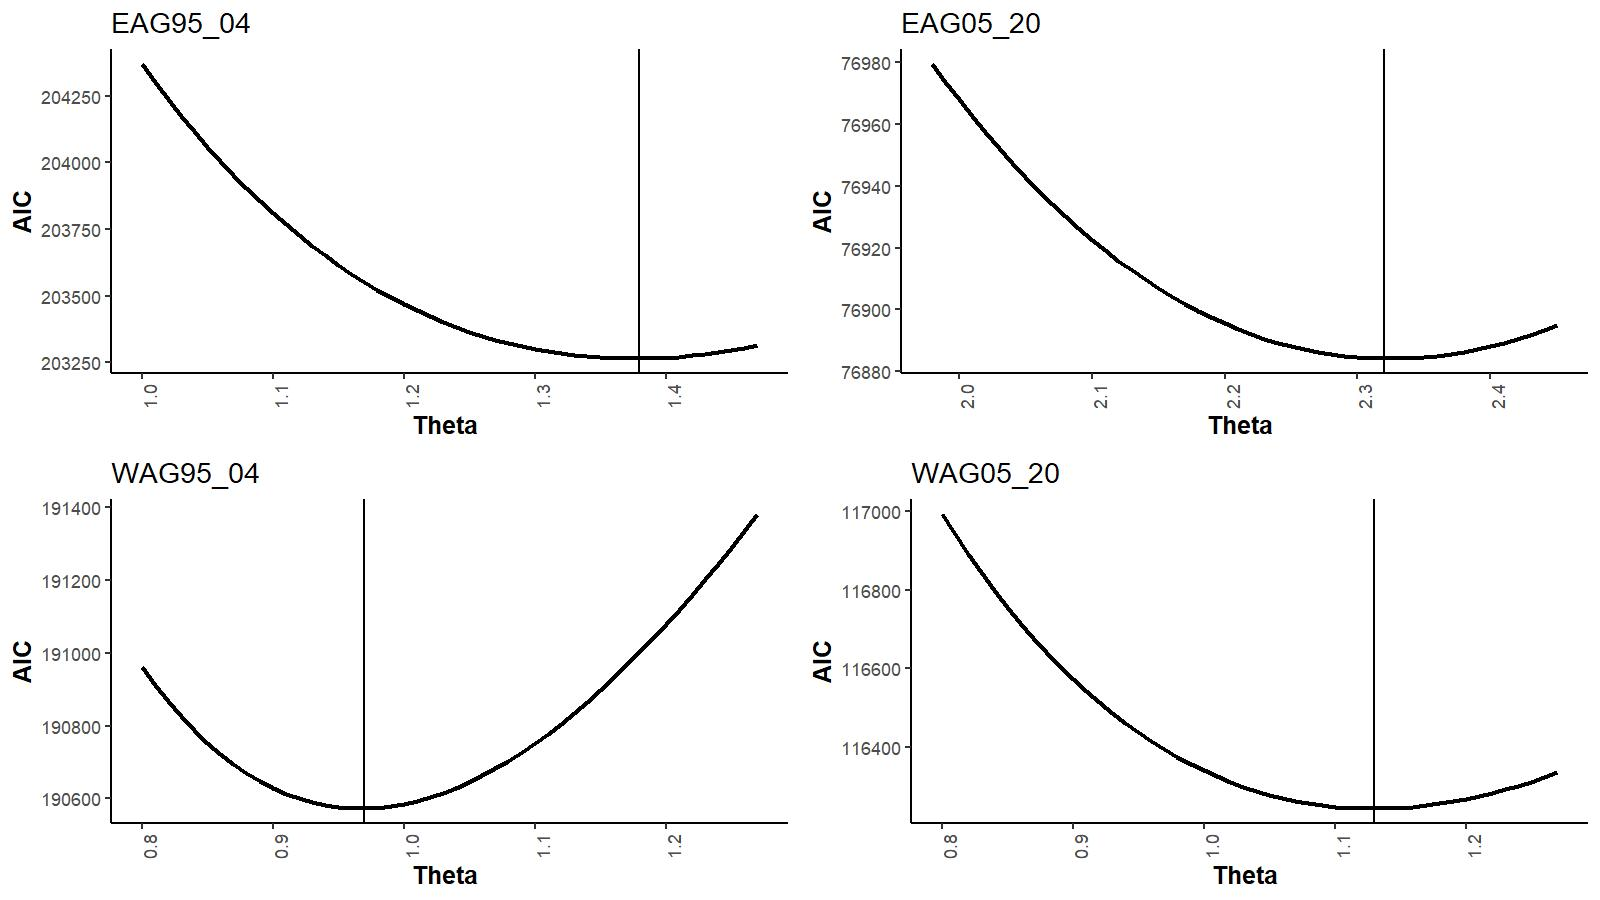 EAG95_04
AIC
204250
204000
203750
203500
203250
1.0 1.1 1.2 1.3 1.4
Theta
EAG05_20
AIC
76980
76960
76940
76920
76900
76880
2.0 2.1 2.2 2.3 2.4
Theta
WAG95_04
AIC
191400
191200
191000
190800
190600
0.8 0.9 1.0 1.1 1.2
Theta
WAG05_20
AIC
117000
116800
116600
116400
0.8 0.9 1.0 1.1 1.2
Theta